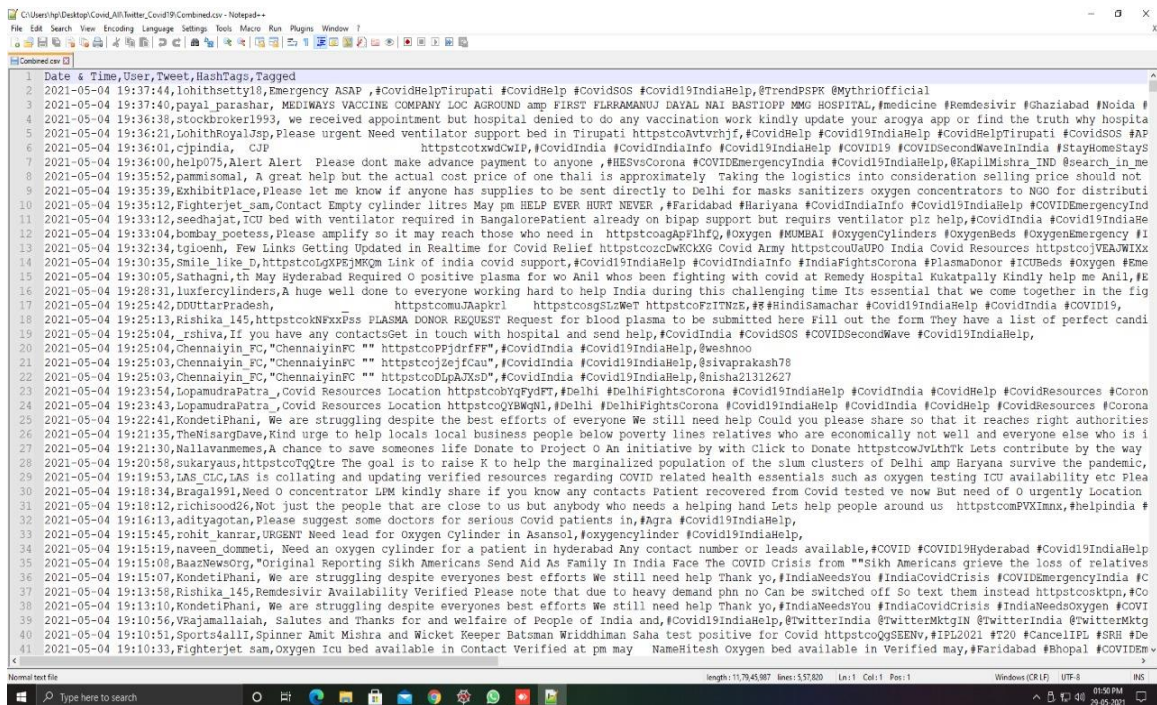 C:\Users\hp\Desktop\Covid_All\Twitter_Covid19\Combined.csv - Notepad++
File Edit Search View Encoding Language Settings Tools Macro Run Plugins Window ?
Combined.csv
1 Date & Time,User,Tweet,HashTags,Tagged
2 2021-05-04 19:37:44,lohithsetty18,Emergency ASAP ,#CovidHelpTirupati #CovidHelp #CovidSOS #Covid19IndiaHelp,@TrendPSPK @MythriOfficial
3 2021-05-04 19:37:40,payal_parashar, MEDIWAYS VACCINE COMPANY LOC AGROUND amp FIRST FLRRAMANUJ DAYAL NAI BASTIOPP MMG HOSPITAL,#medicine #Remdesivir #Ghaziabad #Noida #
4 2021-05-04 19:36:38,stockbroker1993, we received appointment but hospital denied to do any vaccination work kindly update your arogya app or find the truth why hospita
5 2021-05-04 19:36:21,LohithRoyalJsp,Please urgent Need ventilator support bed in Tirupati httpstcoAvtvrhjf,#CovidHelp #Covid19IndiaHelp #CovidHelpTirupati #CovidSOS #AP
6 2021-05-04 19:36:01,cjpindia, CJP httpstcotxwdCwIP,#CovidIndia #CovidIndiaInfo #Covid19IndiaHelp #COVID19 #COVIDSecondWaveInIndia #StayHomeStayS
7 2021-05-04 19:36:00,help075,Alert Alert Please dont make advance payment to anyone ,#HESvsCorona #COVIDEmergencyIndia #Covid19IndiaHelp,@KapilMishra_IND @search_in_me
8 2021-05-04 19:35:52,pammisomal, A great help but the actual cost price of one thali is approximately Taking the logistics into consideration selling price should not
9 2021-05-04 19:35:39,ExhibitPlace,Please let me know if anyone has supplies to be sent directly to Delhi for masks sanitizers oxygen concentrators to NGO for distributi
10 2021-05-04 19:35:12,Fighterjet_sam,Contact Empty cylinder litres May pm HELP EVER HURT NEVER ,#Faridabad #Hariyana #CovidIndiaInfo #Covid19IndiaHelp #COVIDEmergencyInd
11 2021-05-04 19:33:12,seedhajat,ICU bed with ventilator required in BangalorePatient already on bipap support but requirs ventilator plz help,#CovidIndia #Covid19IndiaHe
12 2021-05-04 19:33:04,bombay_poetess,Please amplify so it may reach those who need in httpstcoagApFlhfQ,#Oxygen #MUMBAI #OxygenCylinders #OxygenBeds #OxygenEmergency #I
13 2021-05-04 19:32:34,tgioenh, Few Links Getting Updated in Realtime for Covid Relief httpstcozcDwKCkXG Covid Army httpstcouUaUPO India Covid Resources httpstcojVEAJWIXx
14 2021-05-04 19:30:35,Smile_like_D,httpstcoLgXPEjMKQm Link of india covid support,#Covid19IndiaHelp #CovidIndiaInfo #IndiaFightsCorona #PlasmaDonor #ICUBeds #Oxygen #Eme
15 2021-05-04 19:30:05,Sathagni,th May Hyderabad Required O positive plasma for wo Anil whos been fighting with covid at Remedy Hospital Kukatpally Kindly help me Anil,#E
16 2021-05-04 19:28:31,luxfercylinders,A huge well done to everyone working hard to help India during this challenging time Its essential that we come together in the fig
17 2021-05-04 19:25:42,DDUttarPradesh, _ httpstcomuJAapkrl httpstcosgSLzWeT httpstcoFzITNzE,# #HindiSamachar #Covid19IndiaHelp #CovidIndia #COVID19,
18 2021-05-04 19:25:13,Rishika_145,httpstcokNFxxPss PLASMA DONOR REQUEST Request for blood plasma to be submitted here Fill out the form They have a list of perfect candi
19 2021-05-04 19:25:04,_rshiva,If you have any contactsGet in touch with hospital and send help,#CovidIndia #CovidSOS #COVIDSecondWave #Covid19IndiaHelp,
20 2021-05-04 19:25:04,Chennaiyin_FC,"ChennaiyinFC "" httpstcoPPjdrfFF",#CovidIndia #Covid19IndiaHelp,@weshnoo
21 2021-05-04 19:25:03,Chennaiyin_FC,"ChennaiyinFC "" httpstcojZejfCau",#CovidIndia #Covid19IndiaHelp,@sivaprakash78
22 2021-05-04 19:25:03,Chennaiyin_FC,"ChennaiyinFC "" httpstcoDLpAJXsD",#CovidIndia #Covid19IndiaHelp,@nisha21312627
23 2021-05-04 19:23:54,LopamudraPatra_,Covid Resources Location httpstcobYqFydFT,#Delhi #DelhiFightsCorona #Covid19IndiaHelp #CovidIndia #CovidHelp #CovidResources #Coron
24 2021-05-04 19:23:43,LopamudraPatra_,Covid Resources Location httpstcoQYBWqNl,#Delhi #DelhiFightsCorona #Covid19IndiaHelp #CovidIndia #CovidHelp #CovidResources #Corona
25 2021-05-04 19:22:41,KondetiPhani, We are struggling despite the best efforts of everyone We still need help Could you please share so that it reaches right authorities
26 2021-05-04 19:22:35,TheNisargDave,Kind urge to help locals local business people below poverty lines relatives who are economically not well and everyone else who is i
27 2021-05-04 19:21:30,Nallavanmemes,A chance to save someones life Donate to Project O An initiative by with Click to Donate httpstcowJvLthTk Lets contribute by the way
28 2021-05-04 19:20:58,sukaryaus,httpstcoTqQtre The goal is to raise K to help the marginalized population of the slum clusters of Delhi amp Haryana survive the pandemic,
29 2021-05-04 19:19:53,LAS_CLC,LAS is collating and updating verified resources regarding COVID related health essentials such as oxygen testing ICU availability etc Plea
30 2021-05-04 19:18:34,Braga1991,Need O concentrator LPM kindly share if you know any contacts Patient recovered from Covid tested ve now But need of O urgently Location
31 2021-05-04 19:18:12,richisood26,Not just the people that are close to us but anybody who needs a helping hand Lets help people around us httpstcomPVXImnx,#helpindia #
32 2021-05-04 19:16:13,adityagotan,Please suggest some doctors for serious Covid patients in,#Agra #Covid19IndiaHelp,
33 2021-05-04 19:15:45,rohit_kanrar,URGENT Need lead for Oxygen Cylinder in Asansol,#oxygencylinder #Covid19IndiaHelp,
34 2021-05-04 19:15:19,naveen_dommeti, Need an oxygen cylinder for a patient in hyderabad Any contact number or leads available,#COVID #COVID19Hyderabad #Covid19IndiaHelp
35 2021-05-04 19:15:08,BaazNewsOrg,"Original Reporting Sikh Americans Send Aid As Family In India Face The COVID Crisis from ""Sikh Americans grieve the loss of relatives
36 2021-05-04 19:15:07,KondetiPhani, We are struggling despite everyones best efforts We still need help Thank yo,#IndiaNeedsYou #IndiaCovidCrisis #COVIDEmergencyIndia #C
37 2021-05-04 19:13:58,Rishika_145,Remdesivir Availability Verified Please note that due to heavy demand phn no Can be switched off So text them instead httpstcosktpn,#Co
38 2021-05-04 19:13:10,KondetiPhani, We are struggling despite everyones best efforts We still need help Thank yo,#IndiaNeedsYou #IndiaCovidCrisis #IndiaNeedsOxygen #COVI
39 2021-05-04 19:10:56,VRajamallaiah, Salutes and Thanks for and welfaire of People of India and,#Covid19IndiaHelp,@TwitterIndia @TwitterMktgIN @TwitterIndia @TwitterMktg
40 2021-05-04 19:10:51,Sports4allI,Spinner Amit Mishra and Wicket Keeper Batsman Wriddhiman Saha test positive for Covid httpstcoQgSEENv,#IPL2021 #T20 #CancelIPL #SRH #De
41 2021-05-04 19:10:33,Fighterjet_sam,Oxygen Icu bed available in Contact Verified at pm may NameHitesh Oxygen bed available in Verified may,#Faridabad #Bhopal #COVIDEm
Normal text file length : 11,79,45,987 lines : 5,57,820 Ln : 1 Col : 1 Pos : 1 Windows (CR LF) UTF-8 INS
Type here to search 01:50 PM
29-05-2021